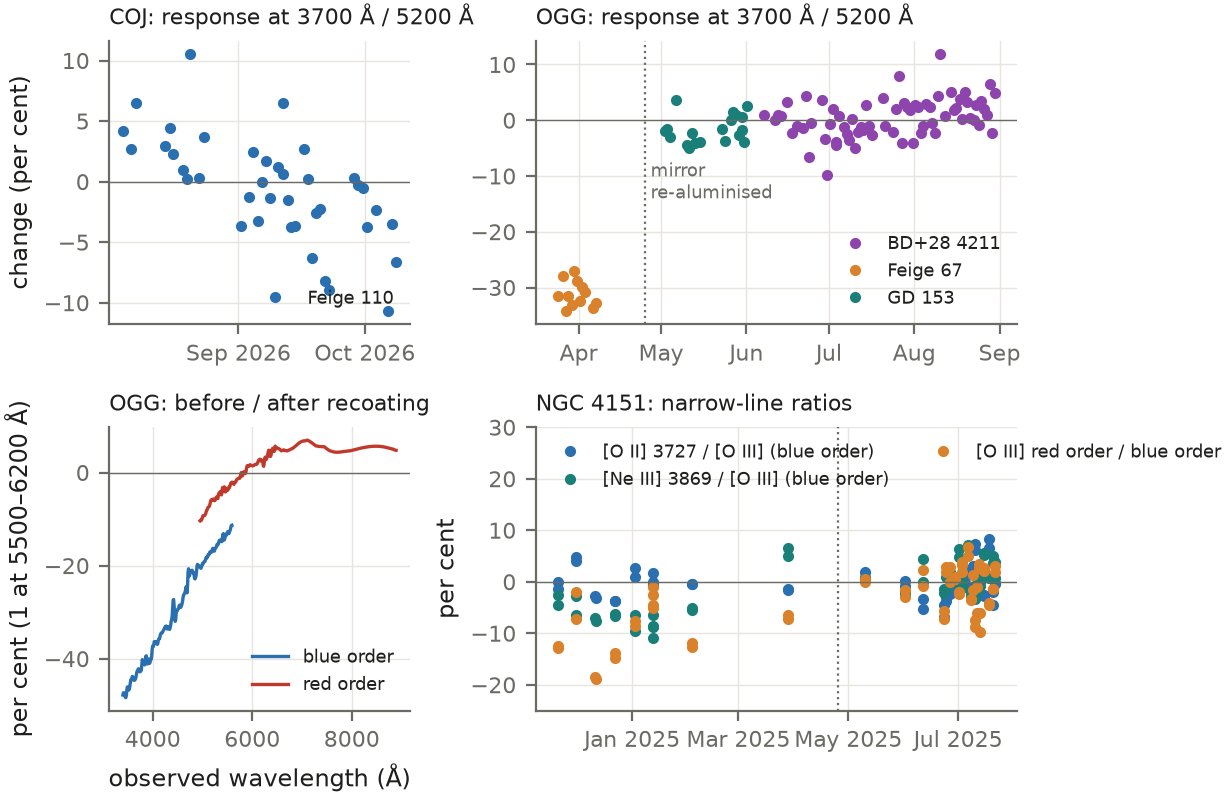 COJ: response at 3700 Å / 5200 Å
change (per cent)
10
5
0
−5
−10
Feige 110
Sep 2026
Oct 2026
OGG: response at 3700 Å / 5200 Å
10
0
−10
−20
−30
mirror
re-aluminised
BD+28 4211
Feige 67
GD 153
Apr
May
Jun
Jul
Aug
Sep
OGG: before / after recoating
per cent (1 at 5500–6200 Å)
0
−20
−40
blue order
red order
4000
6000
8000
observed wavelength (Å)
NGC 4151: narrow-line ratios
per cent
30
20
10
0
−10
−20
[O II] 3727 / [O III] (blue order)
[Ne III] 3869 / [O III] (blue order)
[O III] red order / blue order
Jan 2025
Mar 2025
May 2025
Jul 2025